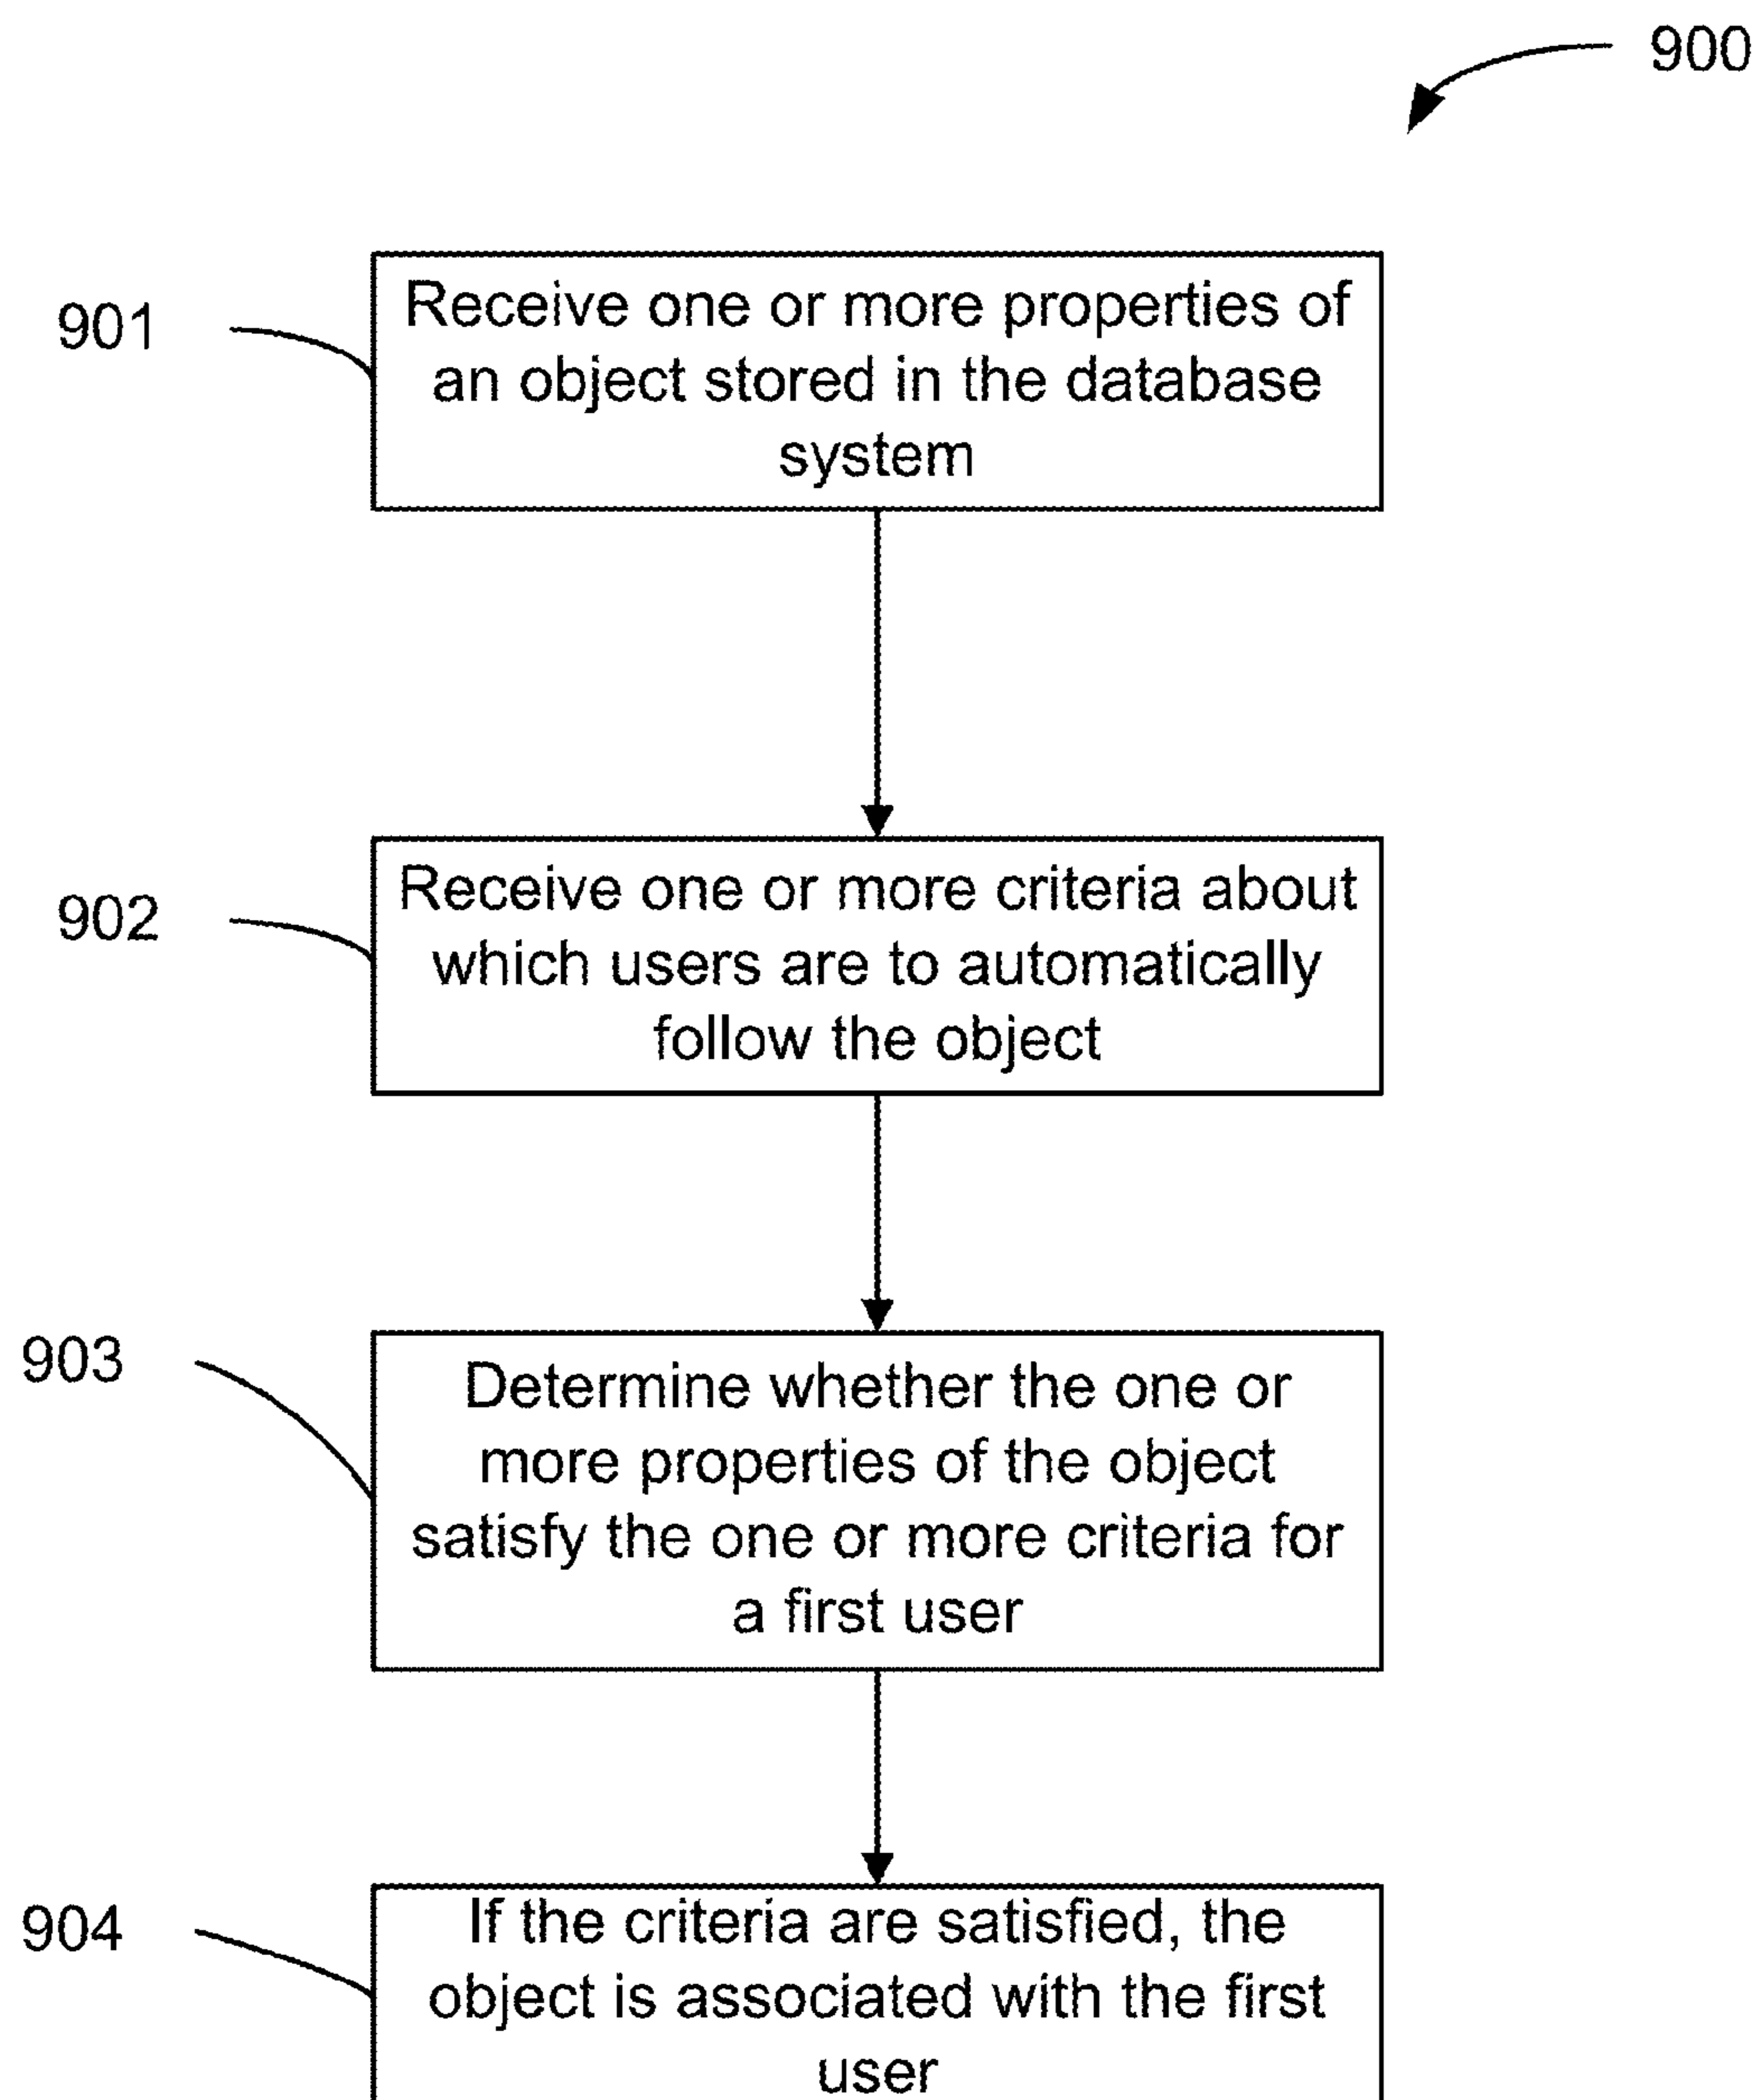 900
901
Receive one or more properties of
an object stored in the database
system
902
Receive one or more criteria about
which users are to automatically
follow the object
903
Determine whether the one or
more properties of the object
satisfy the one or more criteria for
a first user
904
If the criteria are satisfied, the
object is associated with the first
user